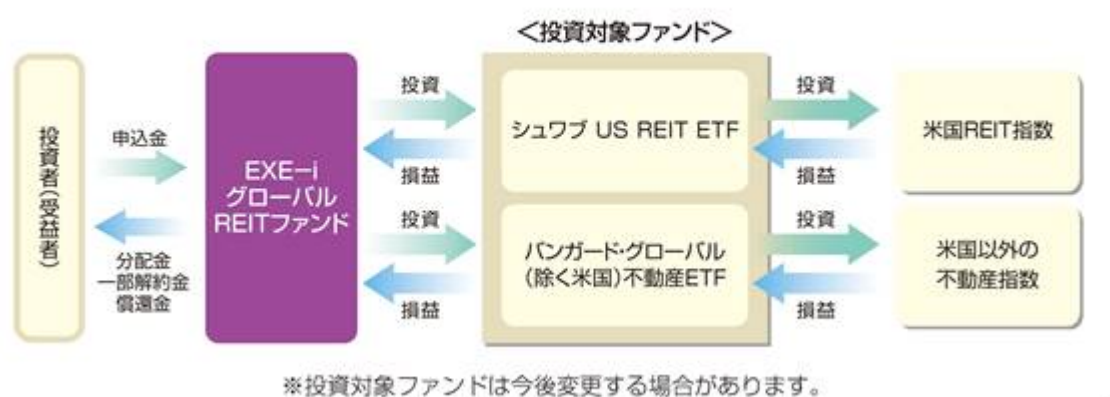 <投資対象ファンド>
投資者(受益者)
申込金
分配金
一部解約金
償還金
EXE-i
グローバル
REITファンド
投資
損益
投資
損益
シュワブ US REIT ETF
バンガード・グローバル
(除く米国)不動産ETF
投資
損益
投資
損益
米国REIT指数
米国以外の
不動産指数
※投資対象ファンドは今後変更する場合があります。